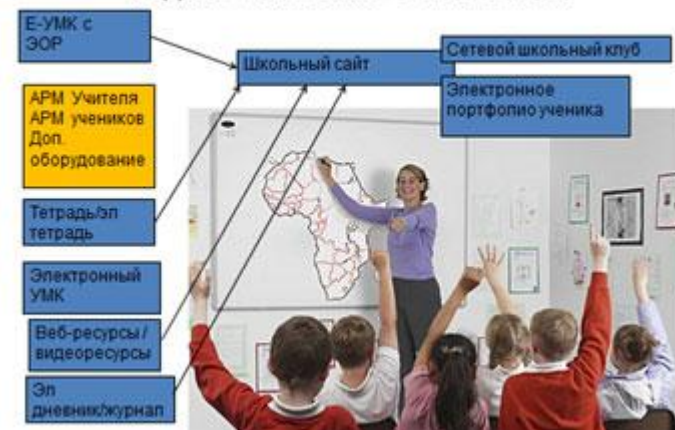 Е-УМК с
ЭОР
Школьный сайт
Сетевой школьный клуб
Электронное
портфолио ученика
АРМ Учителя
АРМ учеников
Доп.
оборудование
Тетрадь/эл
тетрадь
Электронный
УМК
Веб-ресурсы /
видеоресурсы
Эл
дневник/журнал